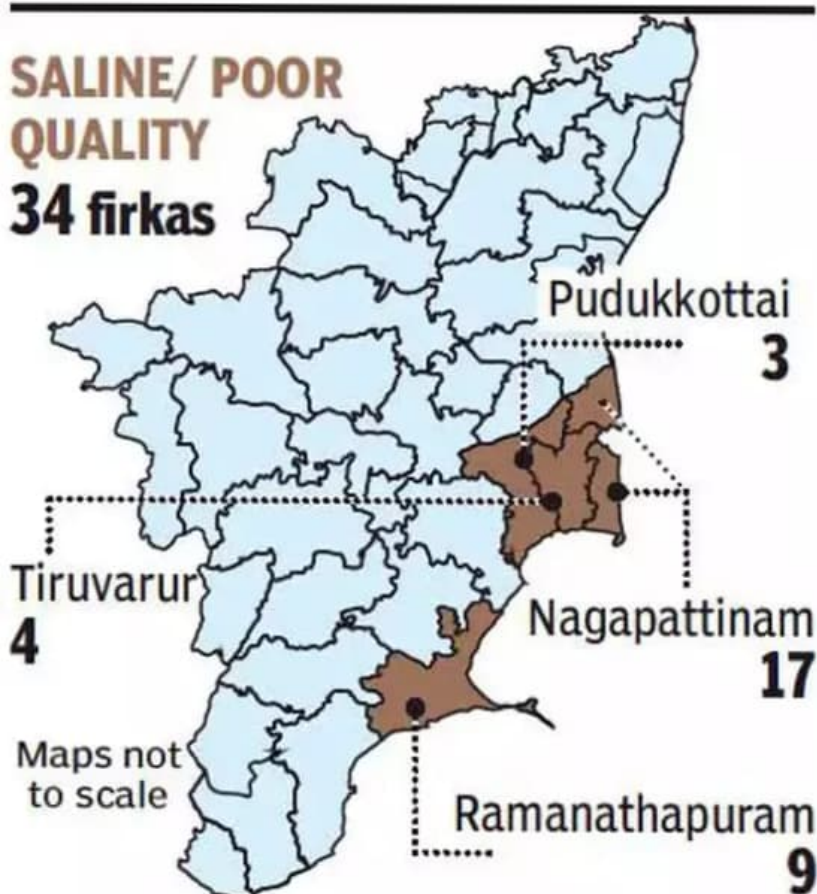 SALINE/ POOR
QUALITY
34 firkas
Pudukkottai
3
Tiruvarur
4
Nagapattinam
17
Maps not
to scale
Ramanathapuram
9